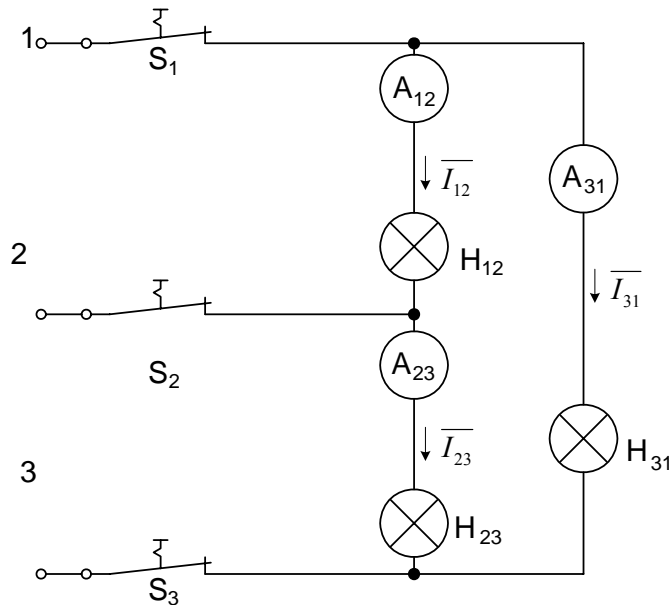 1
S₁
A₁₂
A₃₁
I₁₂
2
H₁₂
I₃₁
S₂
A₂₃
3
I₂₃
H₃₁
H₂₃
S₃